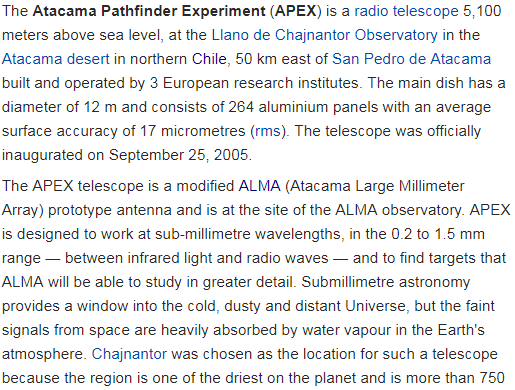 The Atacama Pathfinder Experiment (APEX) is a radio telescope 5,100
meters above sea level, at the Llano de Chajnantor Observatory in the
Atacama desert in northern Chile, 50 km east of San Pedro de Atacama
built and operated by 3 European research institutes. The main dish has a
diameter of 12 m and consists of 264 aluminium panels with an average
surface accuracy of 17 micrometres (rms). The telescope was officially
inaugurated on September 25, 2005.
The APEX telescope is a modified ALMA (Atacama Large Millimeter
Array) prototype antenna and is at the site of the ALMA observatory. APEX
is designed to work at sub-millimetre wavelengths, in the 0.2 to 1.5 mm
range — between infrared light and radio waves — and to find targets that
ALMA will be able to study in greater detail. Submillimetre astronomy
provides a window into the cold, dusty and distant Universe, but the faint
signals from space are heavily absorbed by water vapour in the Earth's
atmosphere. Chajnantor was chosen as the location for such a telescope
because the region is one of the driest on the planet and is more than 750